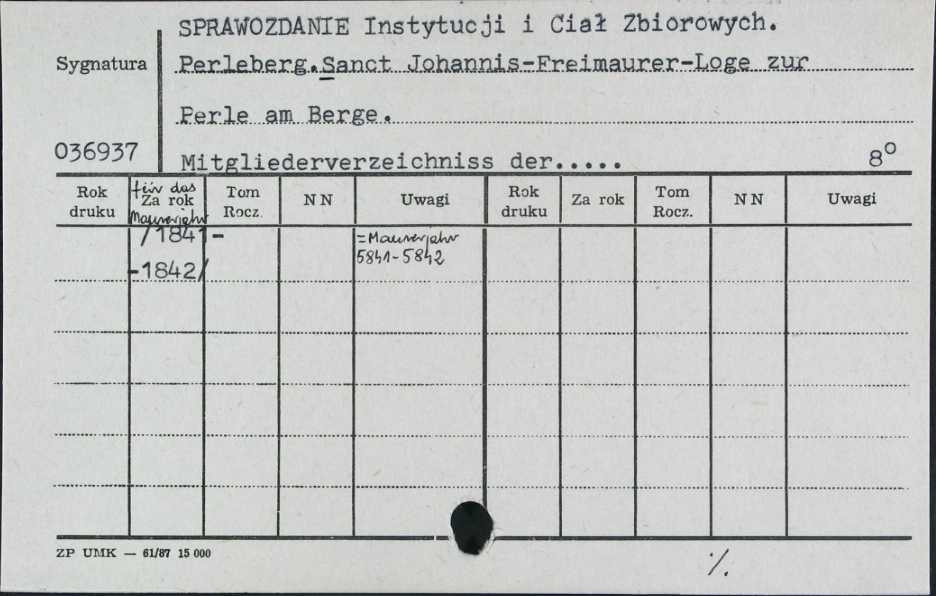 SPRAWOZDANIE Instytucji i Ciał Zbiorowych.
Sygnatura
Perleberg.Sanct Johannis-Freimaurer-Loge zur
Perle am Berge.
036937
Mitgliederverzeichniss der.....
8º
Rok druku
für das
Za rok
Maurerjahr
Tom Rocz.
NN
Uwagi
Rok druku
Za rok
Tom Rocz.
NN
Uwagi
/1841-
=Maurerjahr
-1842/
5841-5842
ZP UMK — 61/87 15 000
·/.